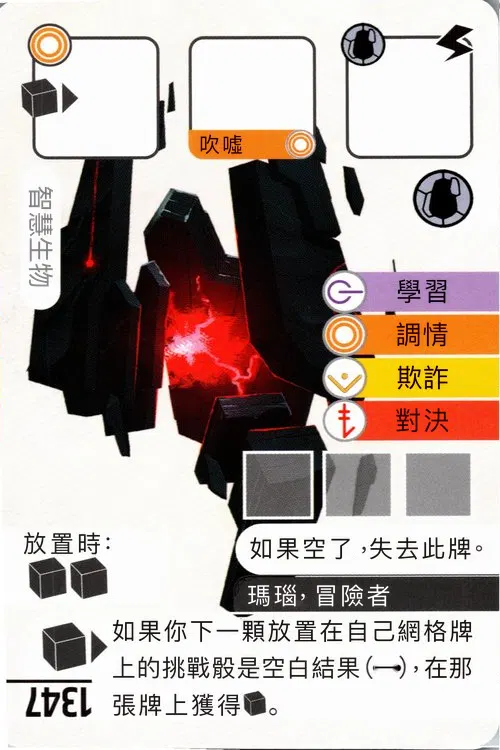 吹噓
智慧生物
學習
調情
欺詐
對決
放置時：
如果空了，失去此牌。
瑪瑙，冒險者
如果你下一顆放置在自己網格牌
上的挑戰骰是空白結果（），在那
張牌上獲得。
1347